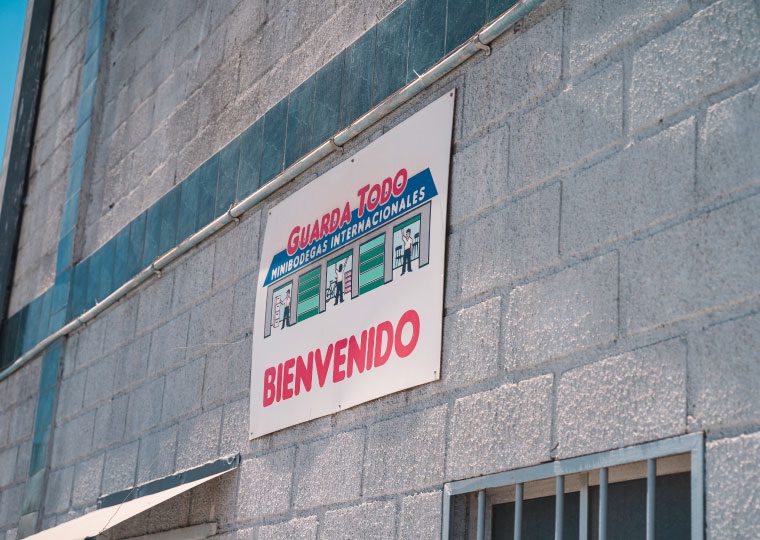 GUARDA TODO
MINIBODEGAS INTERNACIONALES
BIENVENIDO